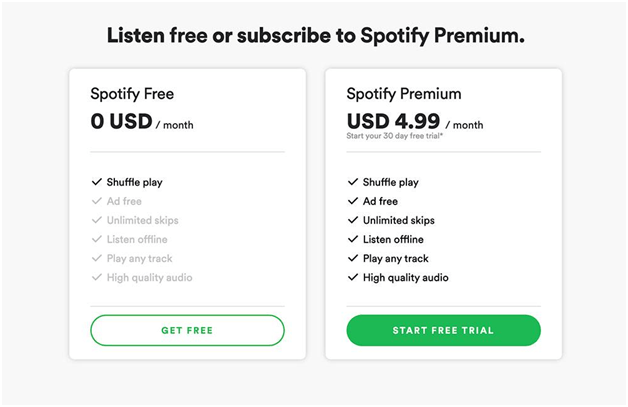 Listen free or subscribe to Spotify Premium.
Spotify Free
0 USD / month
Shuffle play
Ad free
Unlimited skips
Listen offline
Play any track
High quality audio
GET FREE
Spotify Premium
USD 4.99 / month
Start your 30 day free trial*
Shuffle play
Ad free
Unlimited skips
Listen offline
Play any track
High quality audio
START FREE TRIAL